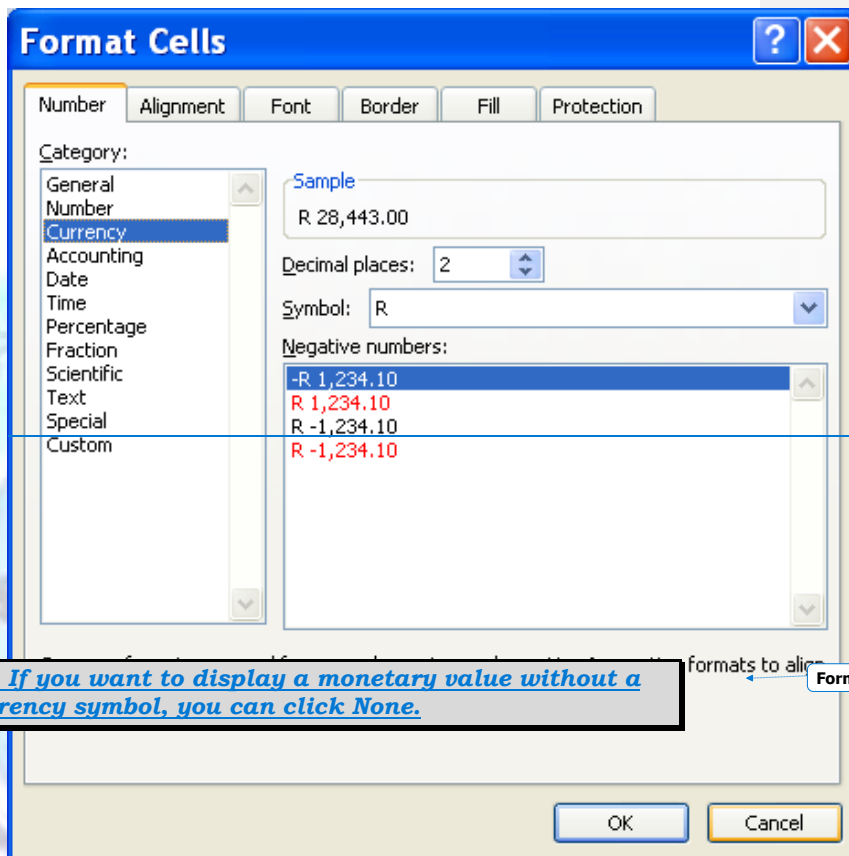 Format Cells
Number Alignment Font Border Fill Protection
Category:
General
Number
Currency
Accounting
Date
Time
Percentage
Fraction
Scientific
Text
Special
Custom
Sample
R 28,443.00
Decimal places: 2
Symbol: R
Negative numbers:
-R 1,234.10
R 1,234.10
R -1,234.10
R -1,234.10
formats to align
If you want to display a monetary value without a
rency symbol, you can click None.
Form
OK Cancel